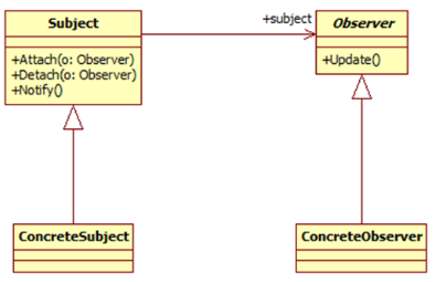 Subject
+Attach(o: Observer)
+Detach(o: Observer)
+Notify()
+subject
Observer
+Update()
ConcreteSubject
ConcreteObserver